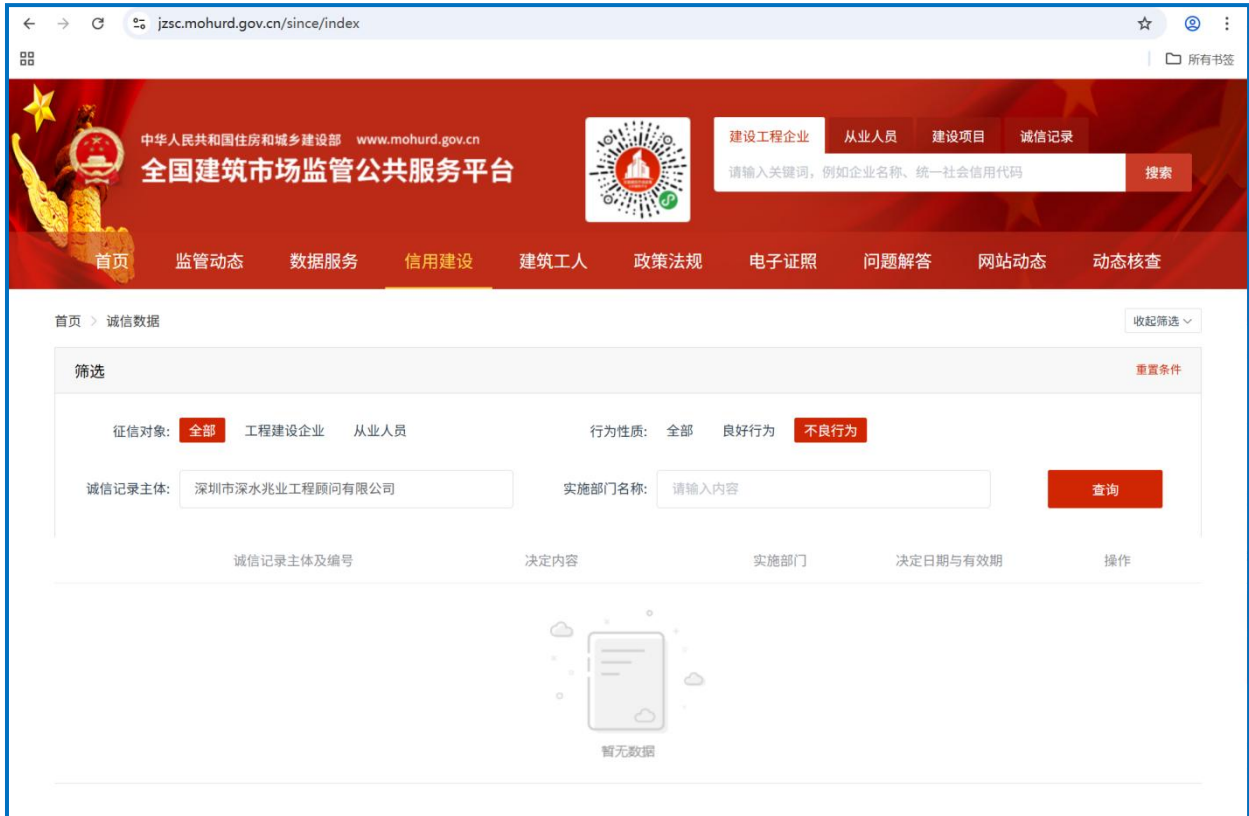 jzsc.mohurd.gov.cn/since/index
所有书签
中华人民共和国住房和城乡建设部 www.mohurd.gov.cn
全国建筑市场监管公共服务平台
建设工程企业 从业人员 建设项目 诚信记录
请输入关键词，例如企业名称、统一社会信用代码 搜索
首页 监管动态 数据服务 信用建设 建筑工人 政策法规 电子证照 问题解答 网站动态 动态核查
首页 > 诚信数据 收起筛选
筛选 重置条件
征信对象: 全部 工程建设企业 从业人员 行为性质: 全部 良好行为 不良行为
诚信记录主体: 深圳市深水兆业工程顾问有限公司 实施部门名称: 请输入内容 查询
诚信记录主体及编号 决定内容 实施部门 决定日期与有效期 操作
暂无数据